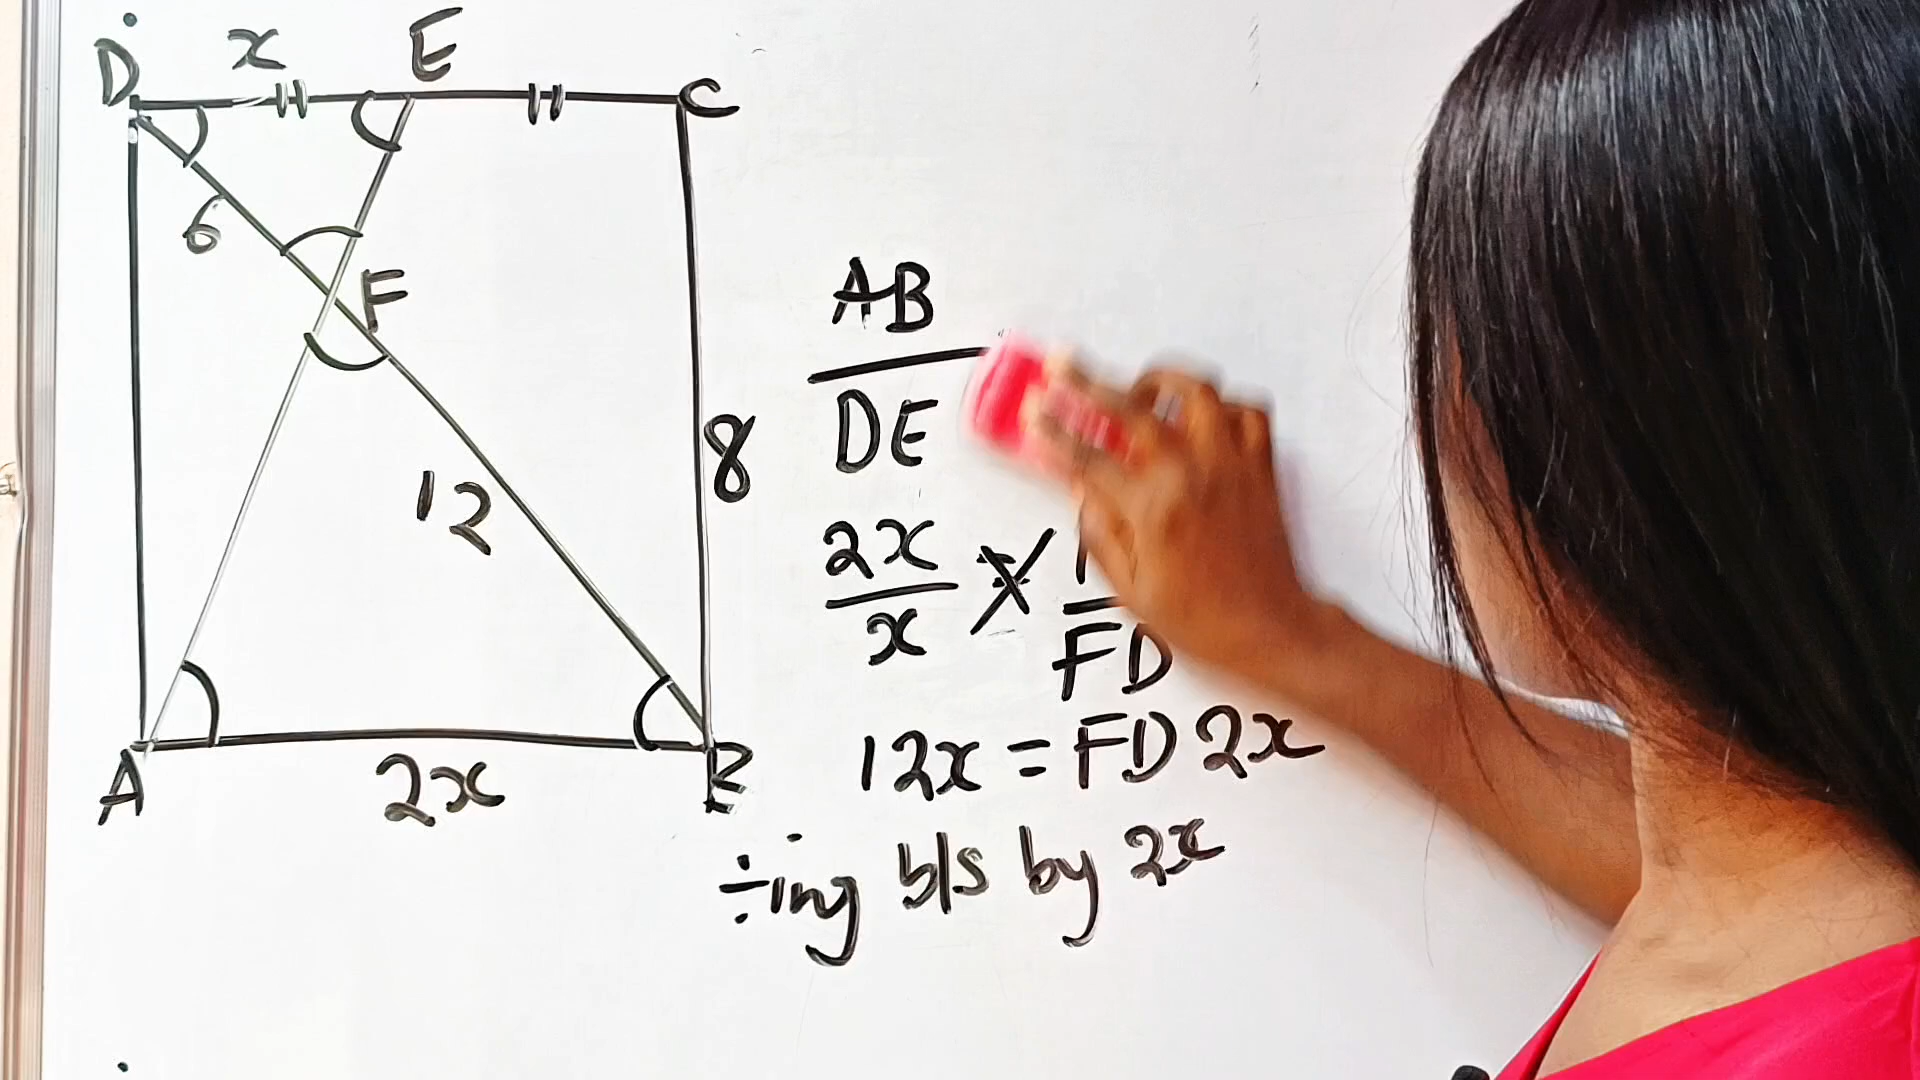 D x E C
6
F
12
8
A 2x B
AB
DE
2x
x
FD
12x = FD 2x
÷ing b/s by 2x